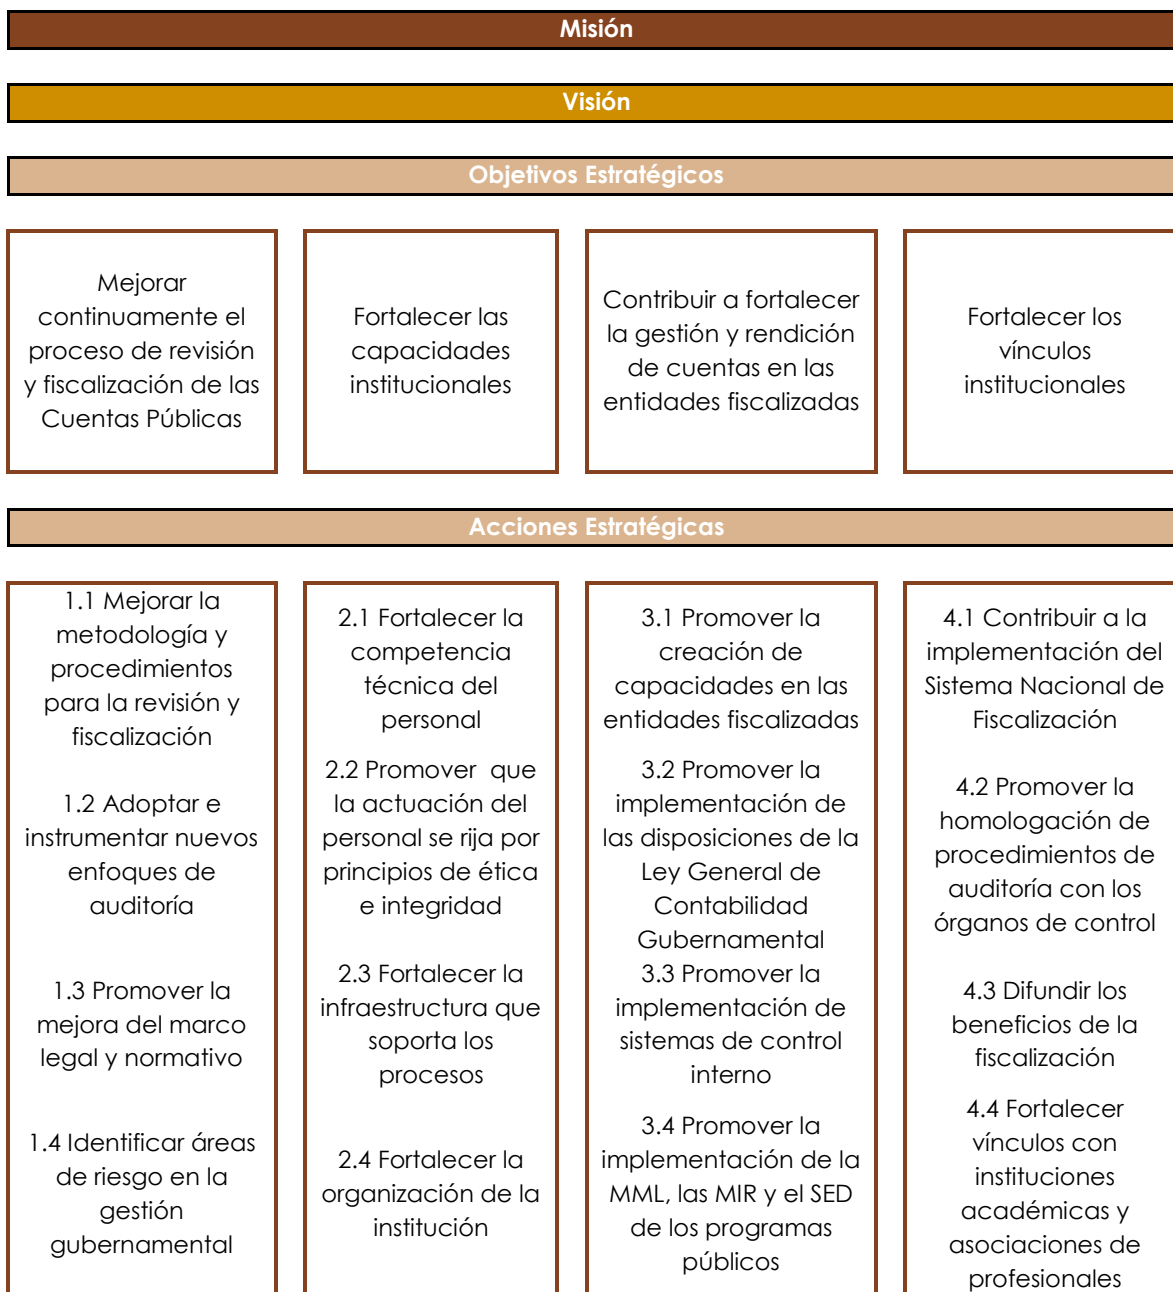 Misión
Visión
Objetivos Estratégicos
Mejorar
continuamente el
proceso de revisión
y fiscalización de las
Cuentas Públicas
Fortalecer las
capacidades
institucionales
Contribuir a fortalecer
la gestión y rendición
de cuentas en las
entidades fiscalizadas
Fortalecer los
vínculos
institucionales
Acciones Estratégicas
1.1 Mejorar la
metodología y
procedimientos
para la revisión y
fiscalización
1.2 Adoptar e
instrumentar nuevos
enfoques de
auditoría
1.3 Promover la
mejora del marco
legal y normativo
1.4 Identificar áreas
de riesgo en la
gestión
gubernamental
2.1 Fortalecer la
competencia
técnica del
personal
2.2 Promover  que
la actuación del
personal se rija por
principios de ética
e integridad
2.3 Fortalecer la
infraestructura que
soporta los
procesos
2.4 Fortalecer la
organización de la
institución
3.1 Promover la
creación de
capacidades en las
entidades fiscalizadas
3.2 Promover la
implementación de
las disposiciones de la
Ley General de
Contabilidad
Gubernamental
3.3 Promover la
implementación de
sistemas de control
interno
3.4 Promover la
implementación de la
MML, las MIR y el SED
de los programas
públicos
4.1 Contribuir a la
implementación del
Sistema Nacional de
Fiscalización
4.2 Promover la
homologación de
procedimientos de
auditoría con los
órganos de control
4.3 Difundir los
beneficios de la
fiscalización
4.4 Fortalecer
vínculos con
instituciones
académicas y
asociaciones de
profesionales